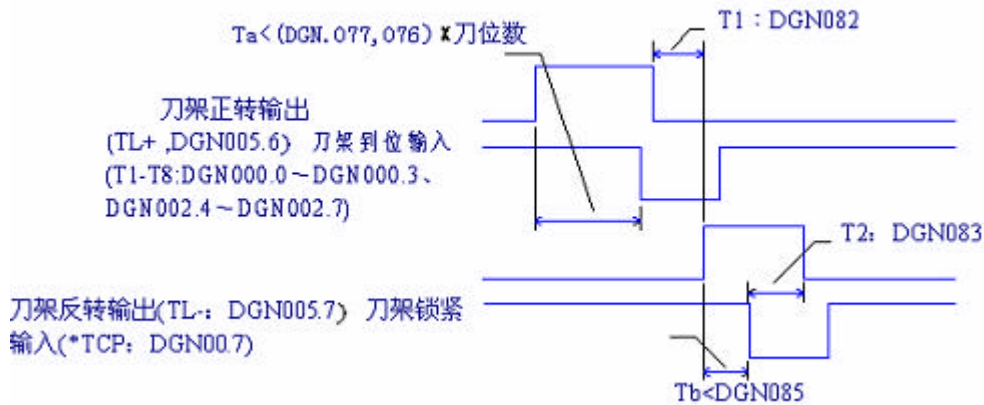 Ta<(DGN.077,076)x刀位数
T1：DGN082
刀架正转输出
(TL+ ,DGN005.6) 刀架到位输入
(T1-T8:DGN000.0～DGN000.3、
DGN002.4～DGN002.7)
T2：DGN083
刀架反转输出(TL-：DGN005.7) 刀架锁紧
输入(*TCP：DGN00.7)
Tb<DGN085